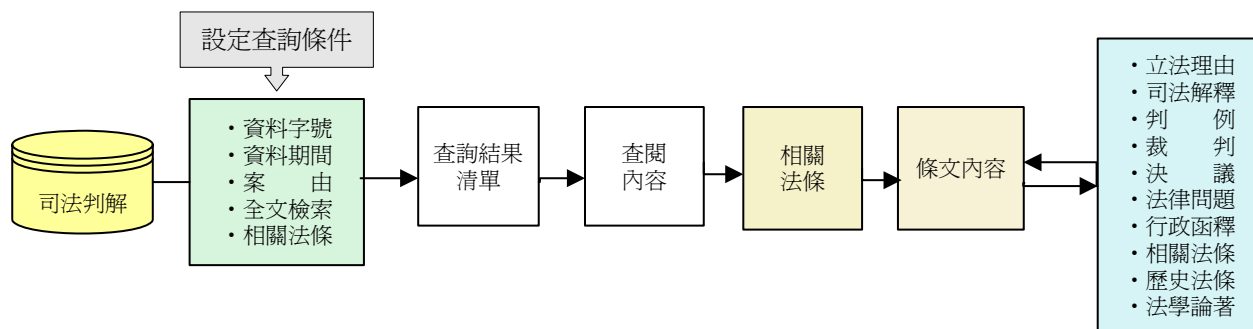 設定查詢條件
司法判解
・資料字號
・資料期間
・案　　由
・全文檢索
・相關法條
查詢結果
清單
查閱
內容
相關
法條
條文內容
・立法理由
・司法解釋
・判　　例
・裁　　判
・決　　議
・法律問題
・行政函釋
・相關法條
・歷史法條
・法學論著